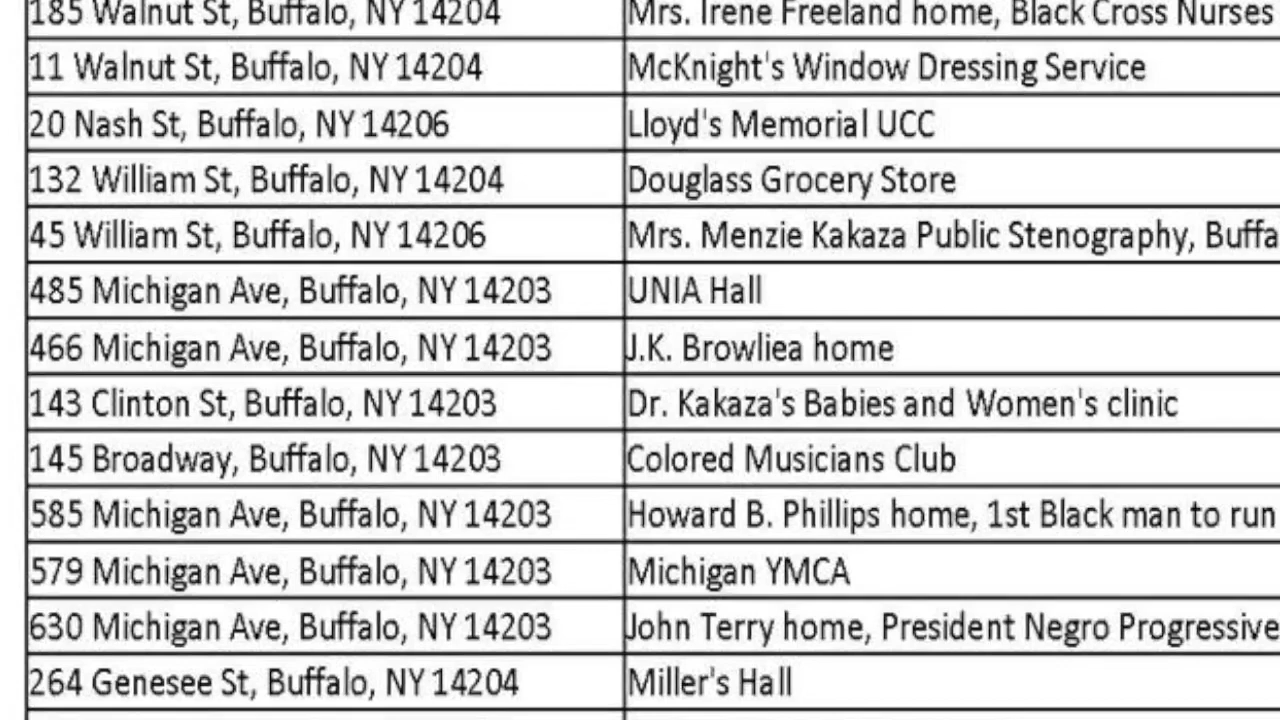 185 Walnut St, Buffalo, NY 14204 Mrs. Irene Freeland home, Black Cross Nurses
11 Walnut St, Buffalo, NY 14204 McKnight's Window Dressing Service
20 Nash St, Buffalo, NY 14206 Lloyd's Memorial UCC
132 William St, Buffalo, NY 14204 Douglass Grocery Store
45 William St, Buffalo, NY 14206 Mrs. Menzie Kakaza Public Stenography, Buffa
485 Michigan Ave, Buffalo, NY 14203 UNIA Hall
466 Michigan Ave, Buffalo, NY 14203 J.K. Browliea home
143 Clinton St, Buffalo, NY 14203 Dr. Kakaza's Babies and Women's clinic
145 Broadway, Buffalo, NY 14203 Colored Musicians Club
585 Michigan Ave, Buffalo, NY 14203 Howard B. Phillips home, 1st Black man to run
579 Michigan Ave, Buffalo, NY 14203 Michigan YMCA
630 Michigan Ave, Buffalo, NY 14203 John Terry home, President Negro Progressive
264 Genesee St, Buffalo, NY 14204 Miller's Hall